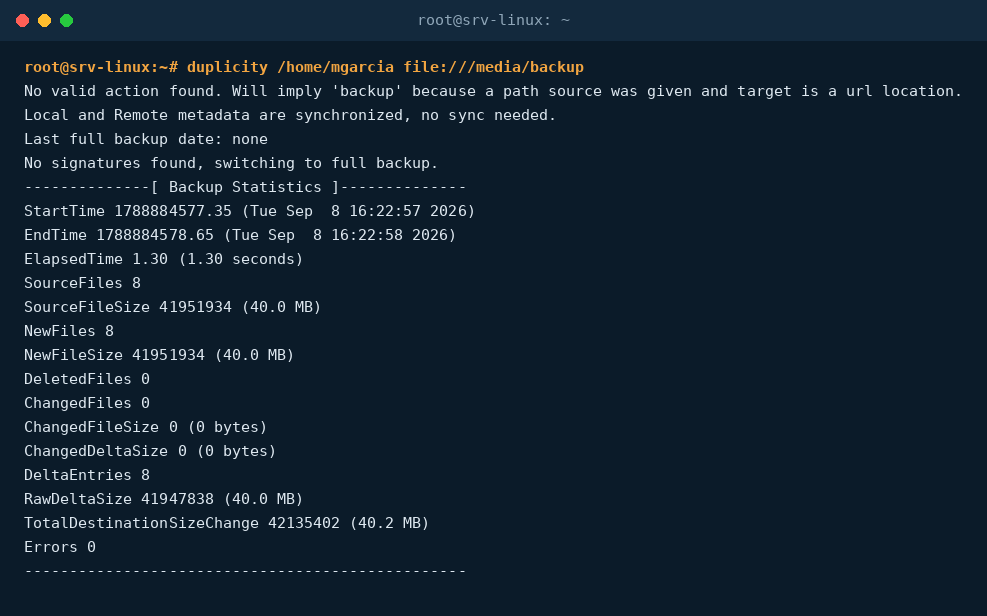 root@srv-linux: ~
root@srv-linux:~# duplicity /home/mgarcia file:///media/backup
No valid action found. Will imply 'backup' because a path source was given and target is a url location.
Local and Remote metadata are synchronized, no sync needed.
Last full backup date: none
No signatures found, switching to full backup.
--------------[ Backup Statistics ]--------------
StartTime 1788884577.35 (Tue Sep  8 16:22:57 2026)
EndTime 1788884578.65 (Tue Sep  8 16:22:58 2026)
ElapsedTime 1.30 (1.30 seconds)
SourceFiles 8
SourceFileSize 41951934 (40.0 MB)
NewFiles 8
NewFileSize 41951934 (40.0 MB)
DeletedFiles 0
ChangedFiles 0
ChangedFileSize 0 (0 bytes)
ChangedDeltaSize 0 (0 bytes)
DeltaEntries 8
RawDeltaSize 41947838 (40.0 MB)
TotalDestinationSizeChange 42135402 (40.2 MB)
Errors 0
-------------------------------------------------